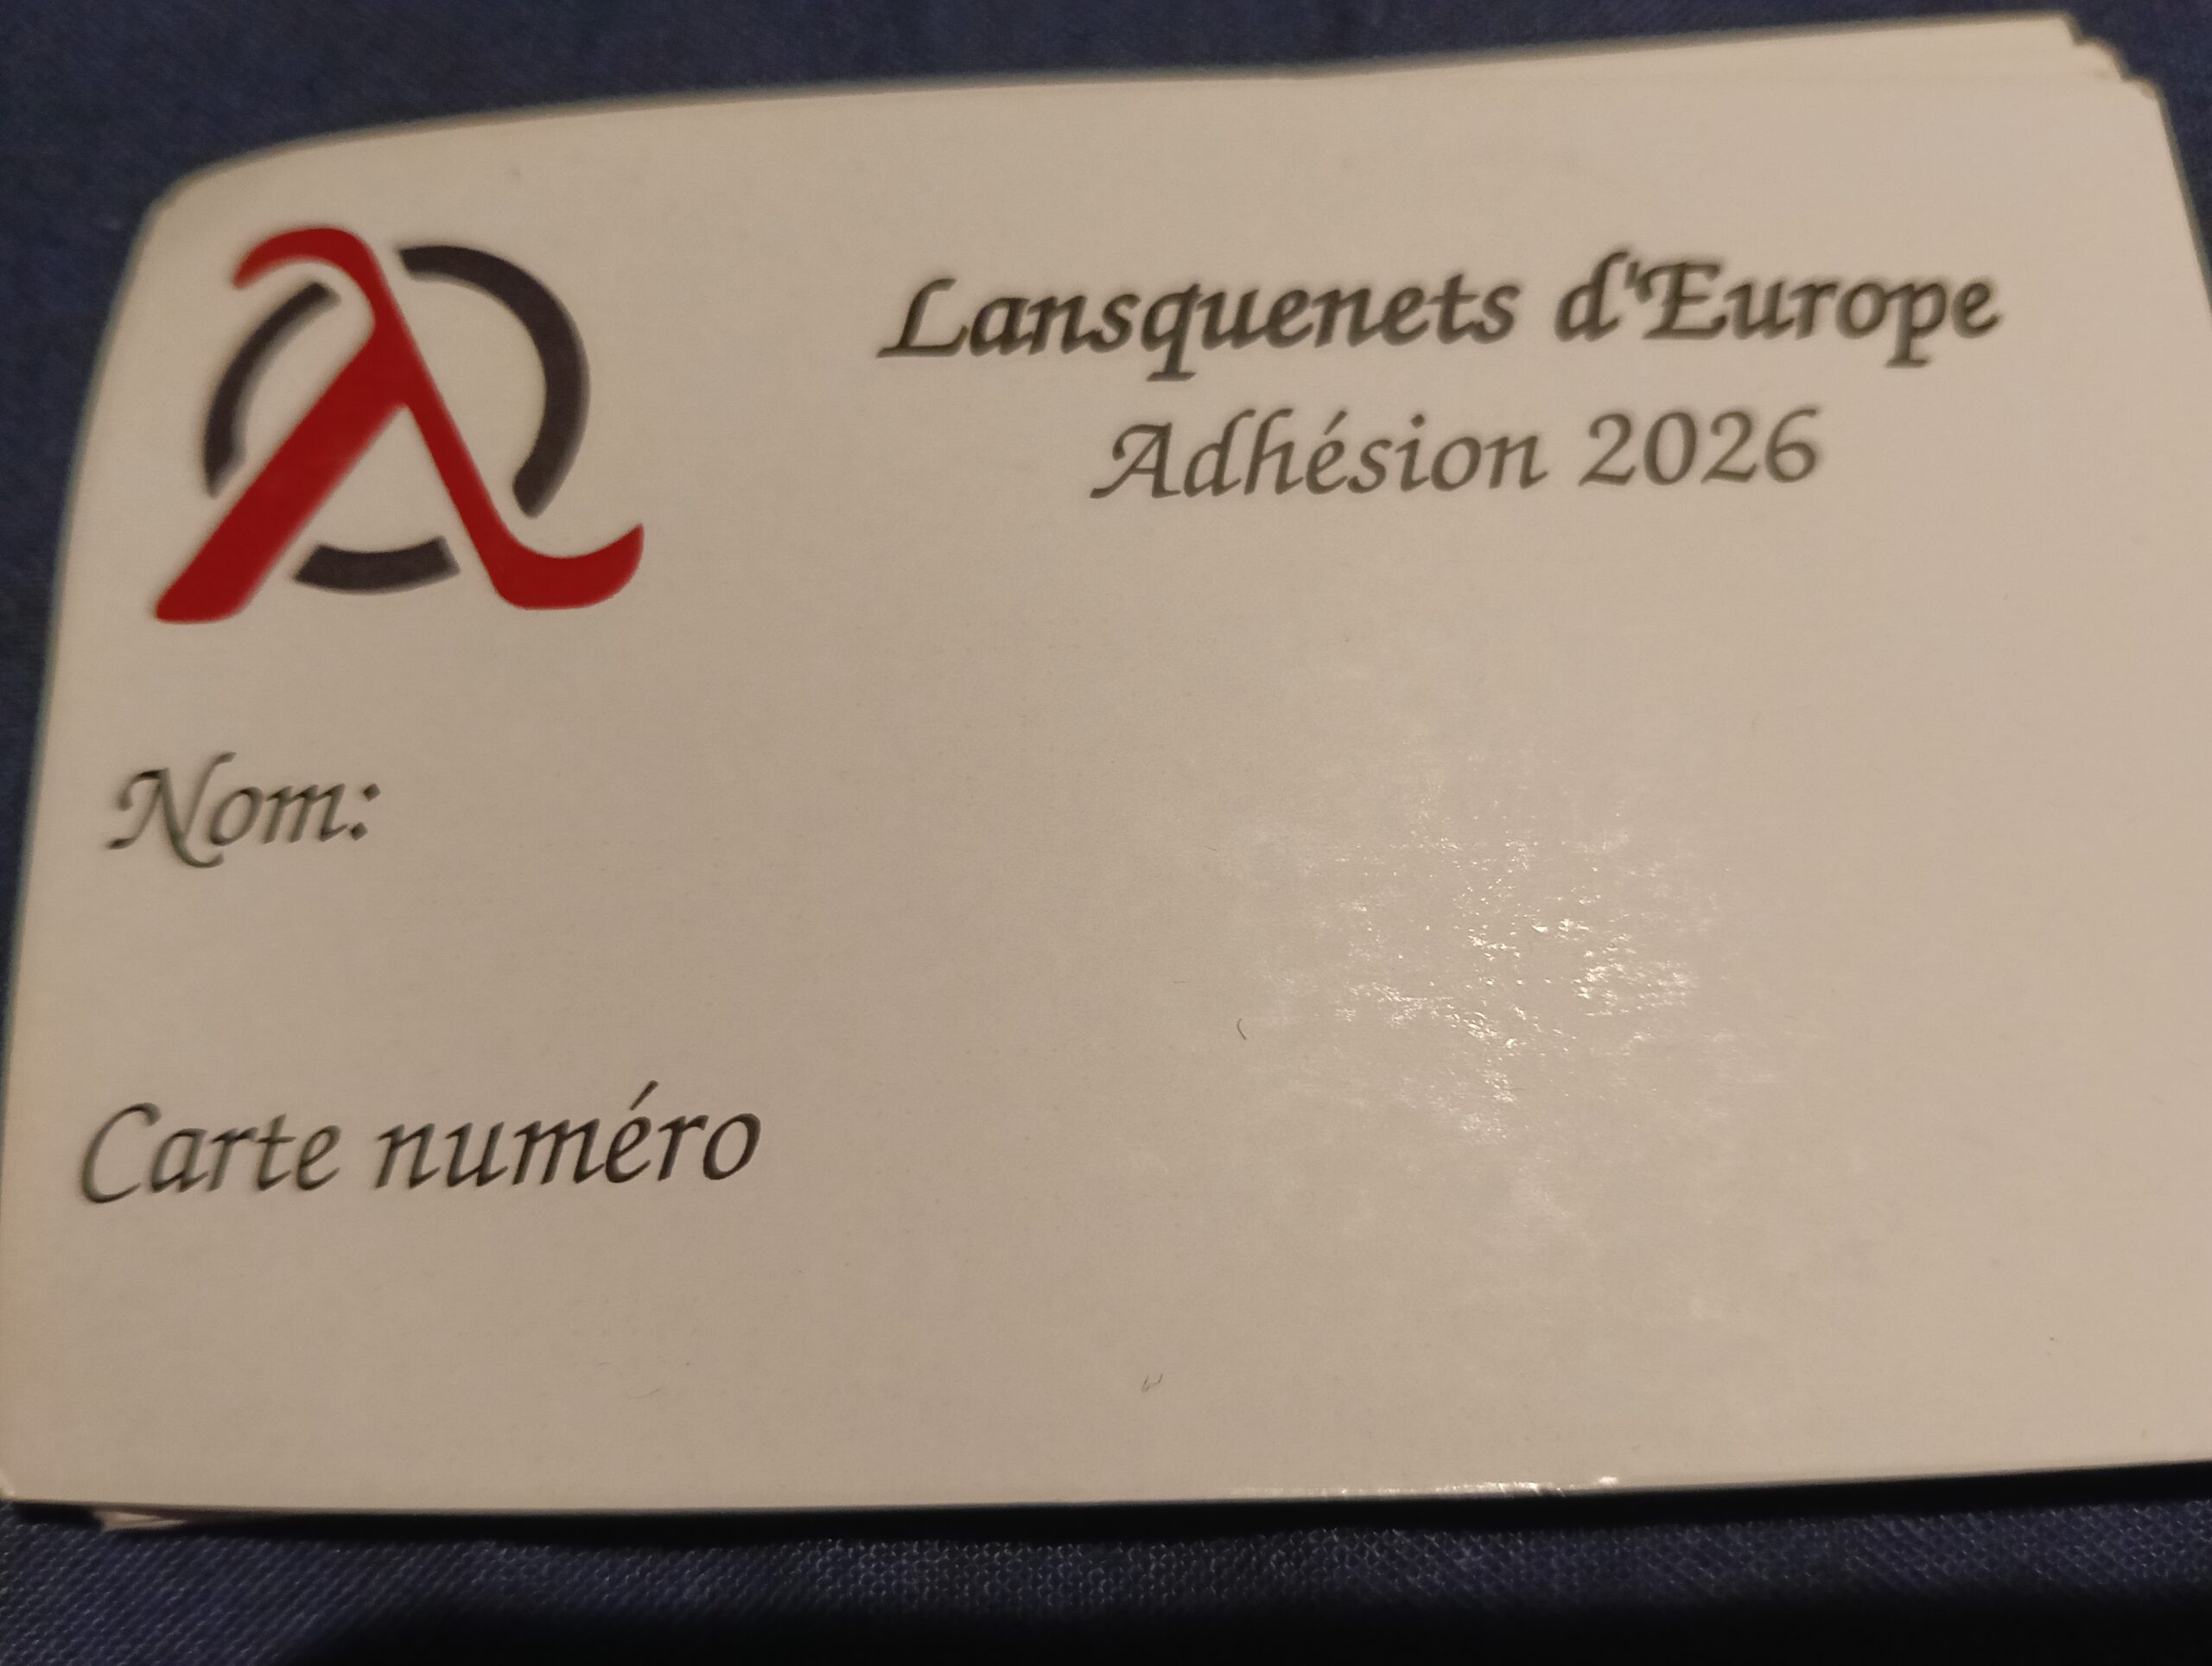 Lansquenets d'Europe
Adhésion 2026
Nom:
Carte numéro